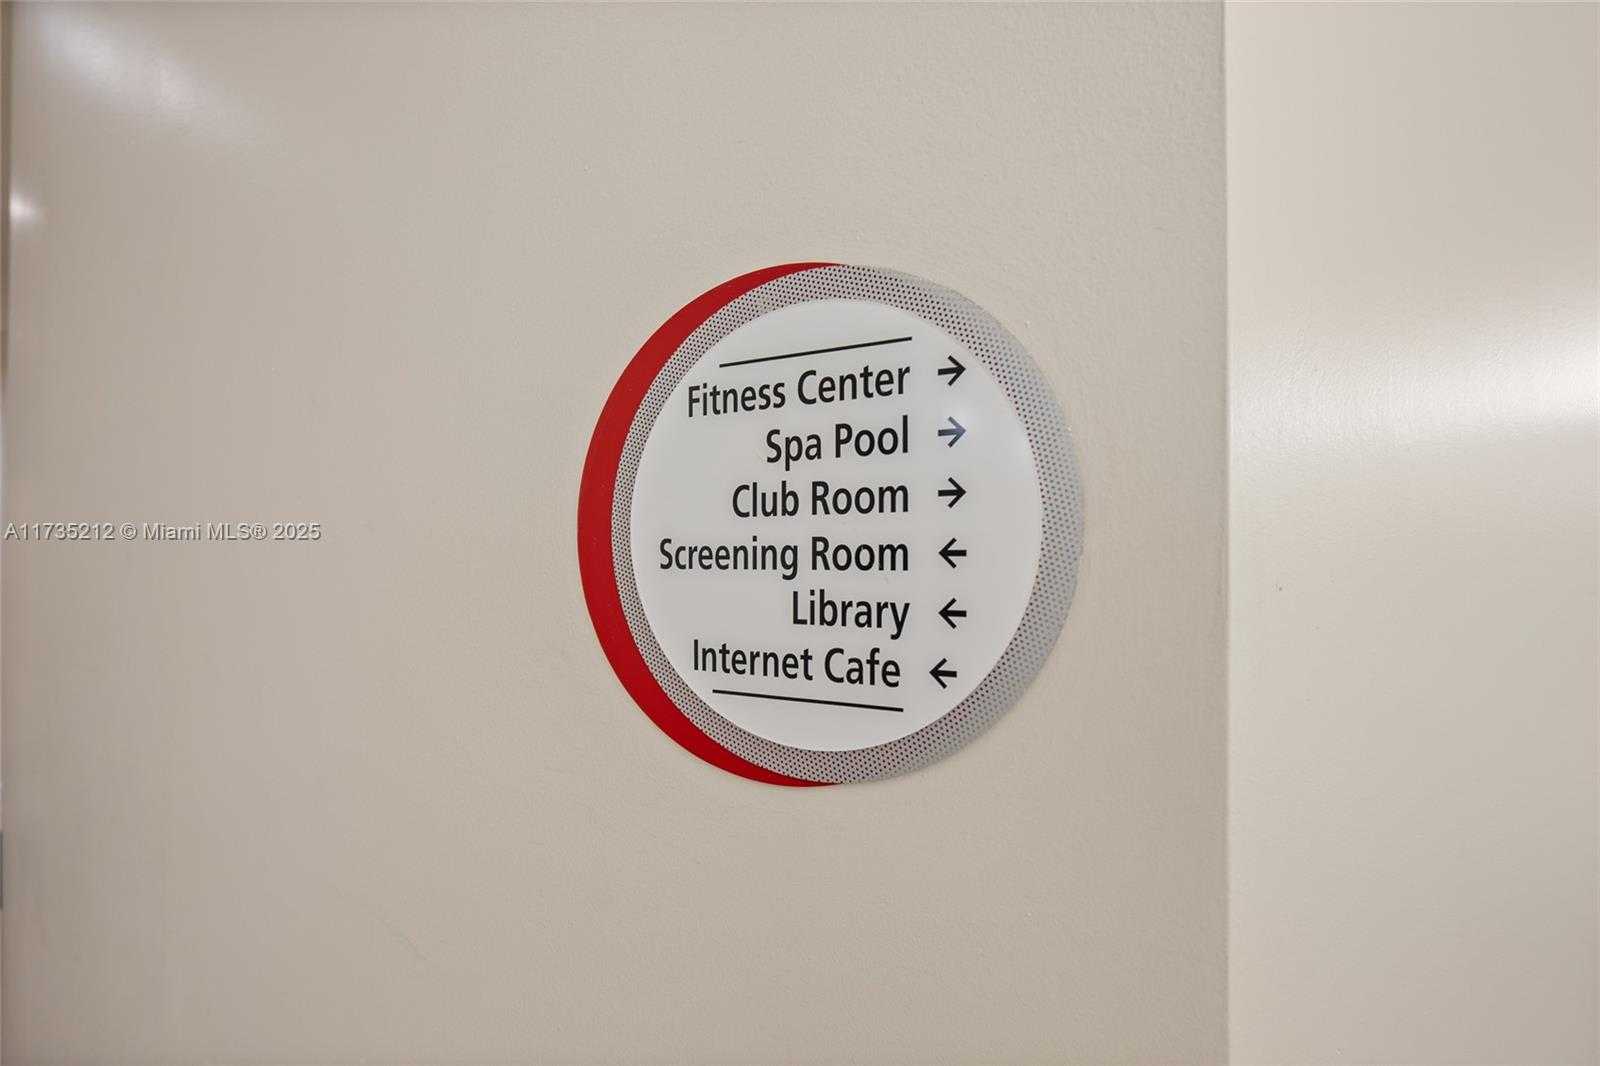 Fitness Center →
Spa Pool →
Club Room →
Screening Room ←
Library ←
Internet Cafe ←
A11735212 © Miami MLS® 2025